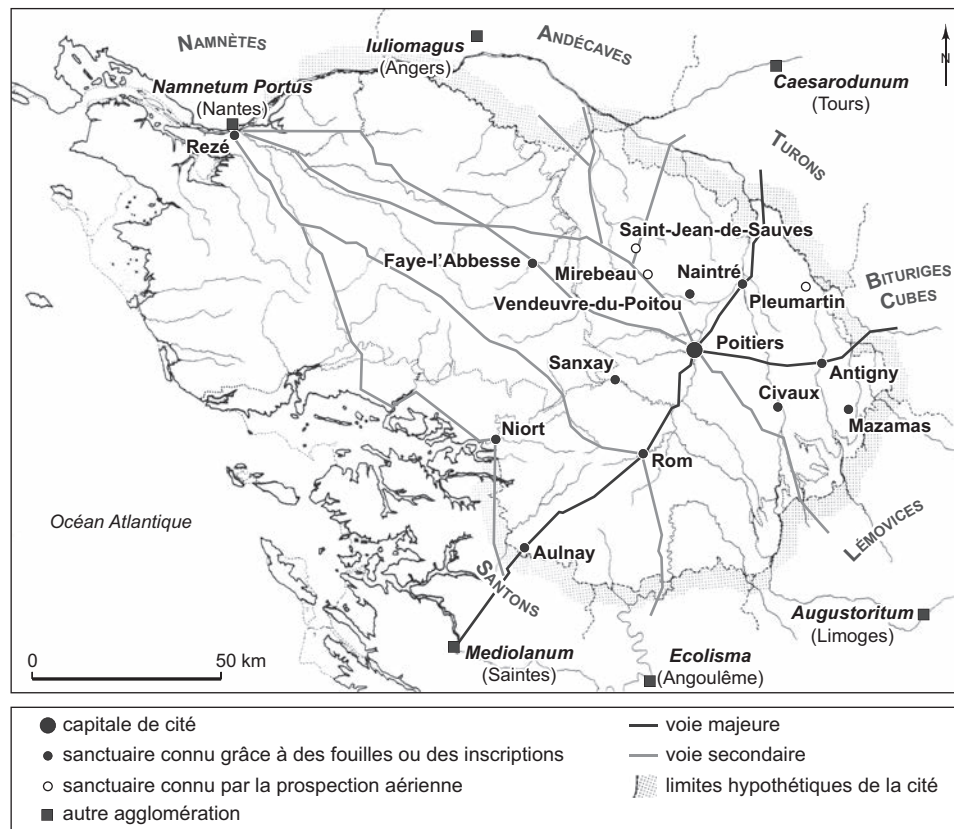 NAMNÈTES
Iuliomagus
(Angers)
ANDÉCAVES
N
Namnetum Portus
(Nantes)
Caesarodunum
(Tours)
Rezé
TURONS
Saint-Jean-de-Sauves
Faye-l'Abbesse
Mirebeau
Naintré
BITURIGES
CUBES
Vendeuvre-du-Poitou
Pleumartin
Poitiers
Sanxay
Antigny
Civaux
Mazamas
Niort
Rom
Océan Atlantique
LÉMOVICES
Aulnay
SANTONS
Augustoritum
(Limoges)
0 50 km
Mediolanum
(Saintes)
Ecolisma
(Angoulême)
capitale de cité
sanctuaire connu grâce à des fouilles ou des inscriptions
sanctuaire connu par la prospection aérienne
autre agglomération
voie majeure
voie secondaire
limites hypothétiques de la cité